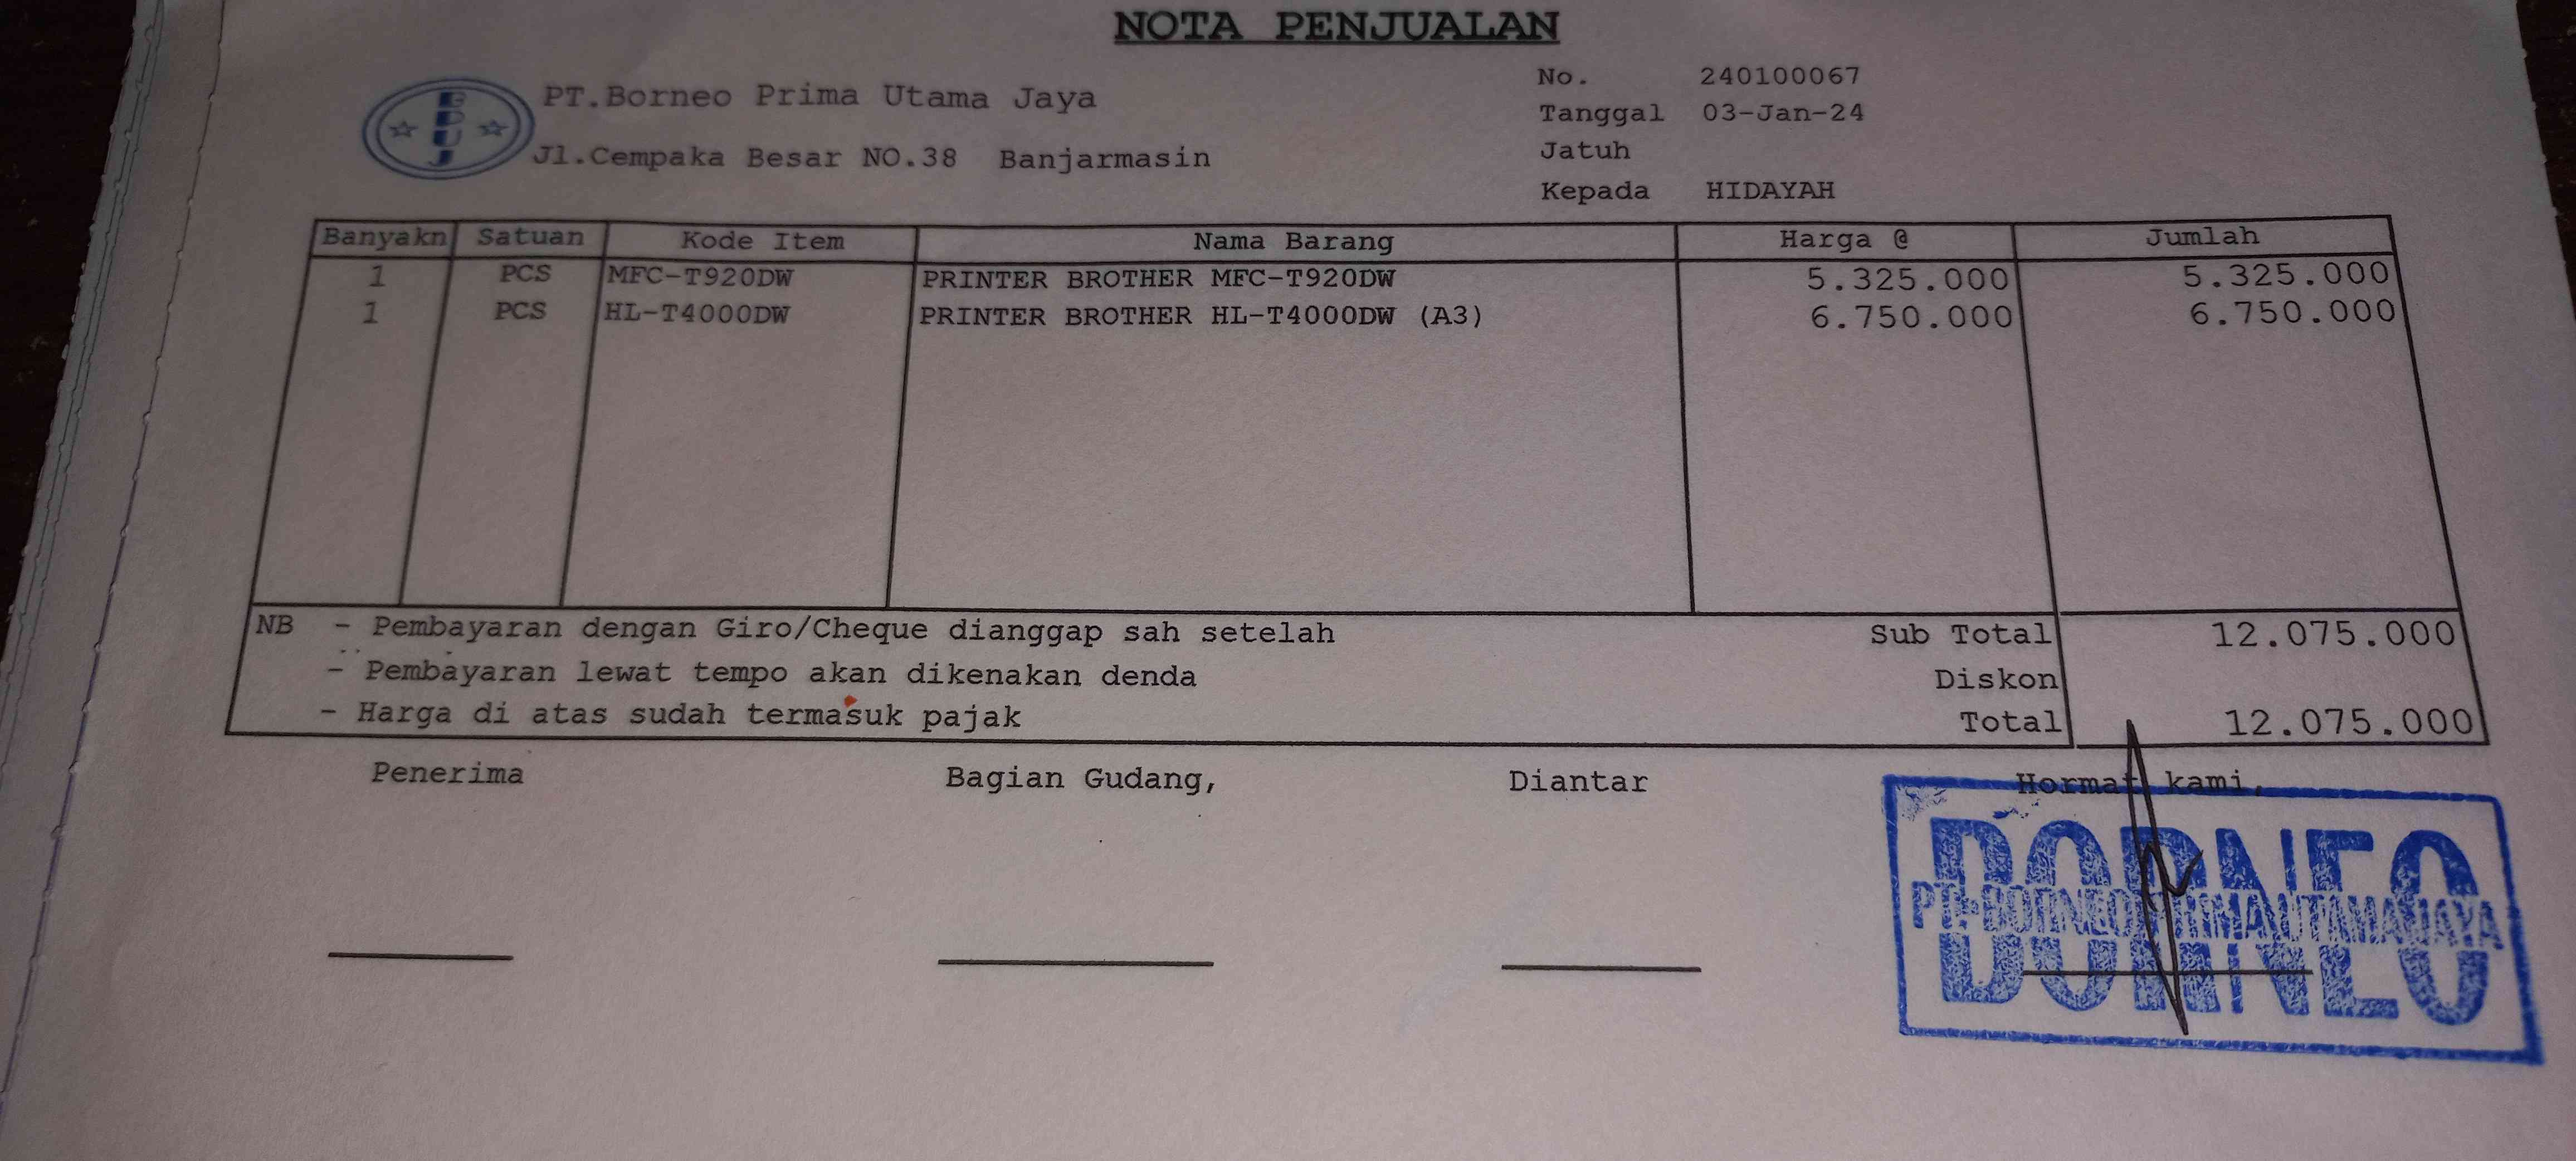 NOTA PENJUALAN
BPUJ
PT.Borneo Prima Utama Jaya
Jl.Cempaka Besar NO.38 Banjarmasin
No. 240100067
Tanggal 03-Jan-24
Jatuh
Kepada HIDAYAH
Banyakn Satuan Kode Item Nama Barang Harga @ Jumlah
1 PCS MFC-T920DW PRINTER BROTHER MFC-T920DW 5.325.000 5.325.000
1 PCS HL-T4000DW PRINTER BROTHER HL-T4000DW (A3) 6.750.000 6.750.000
NB - Pembayaran dengan Giro/Cheque dianggap sah setelah
- Pembayaran lewat tempo akan dikenakan denda
- Harga di atas sudah termasuk pajak
Sub Total 12.075.000
Diskon
Total 12.075.000
Penerima Bagian Gudang, Diantar Hormat kami,
BORNEO
PT. BORNEO PRIMA UTAMA JAYA